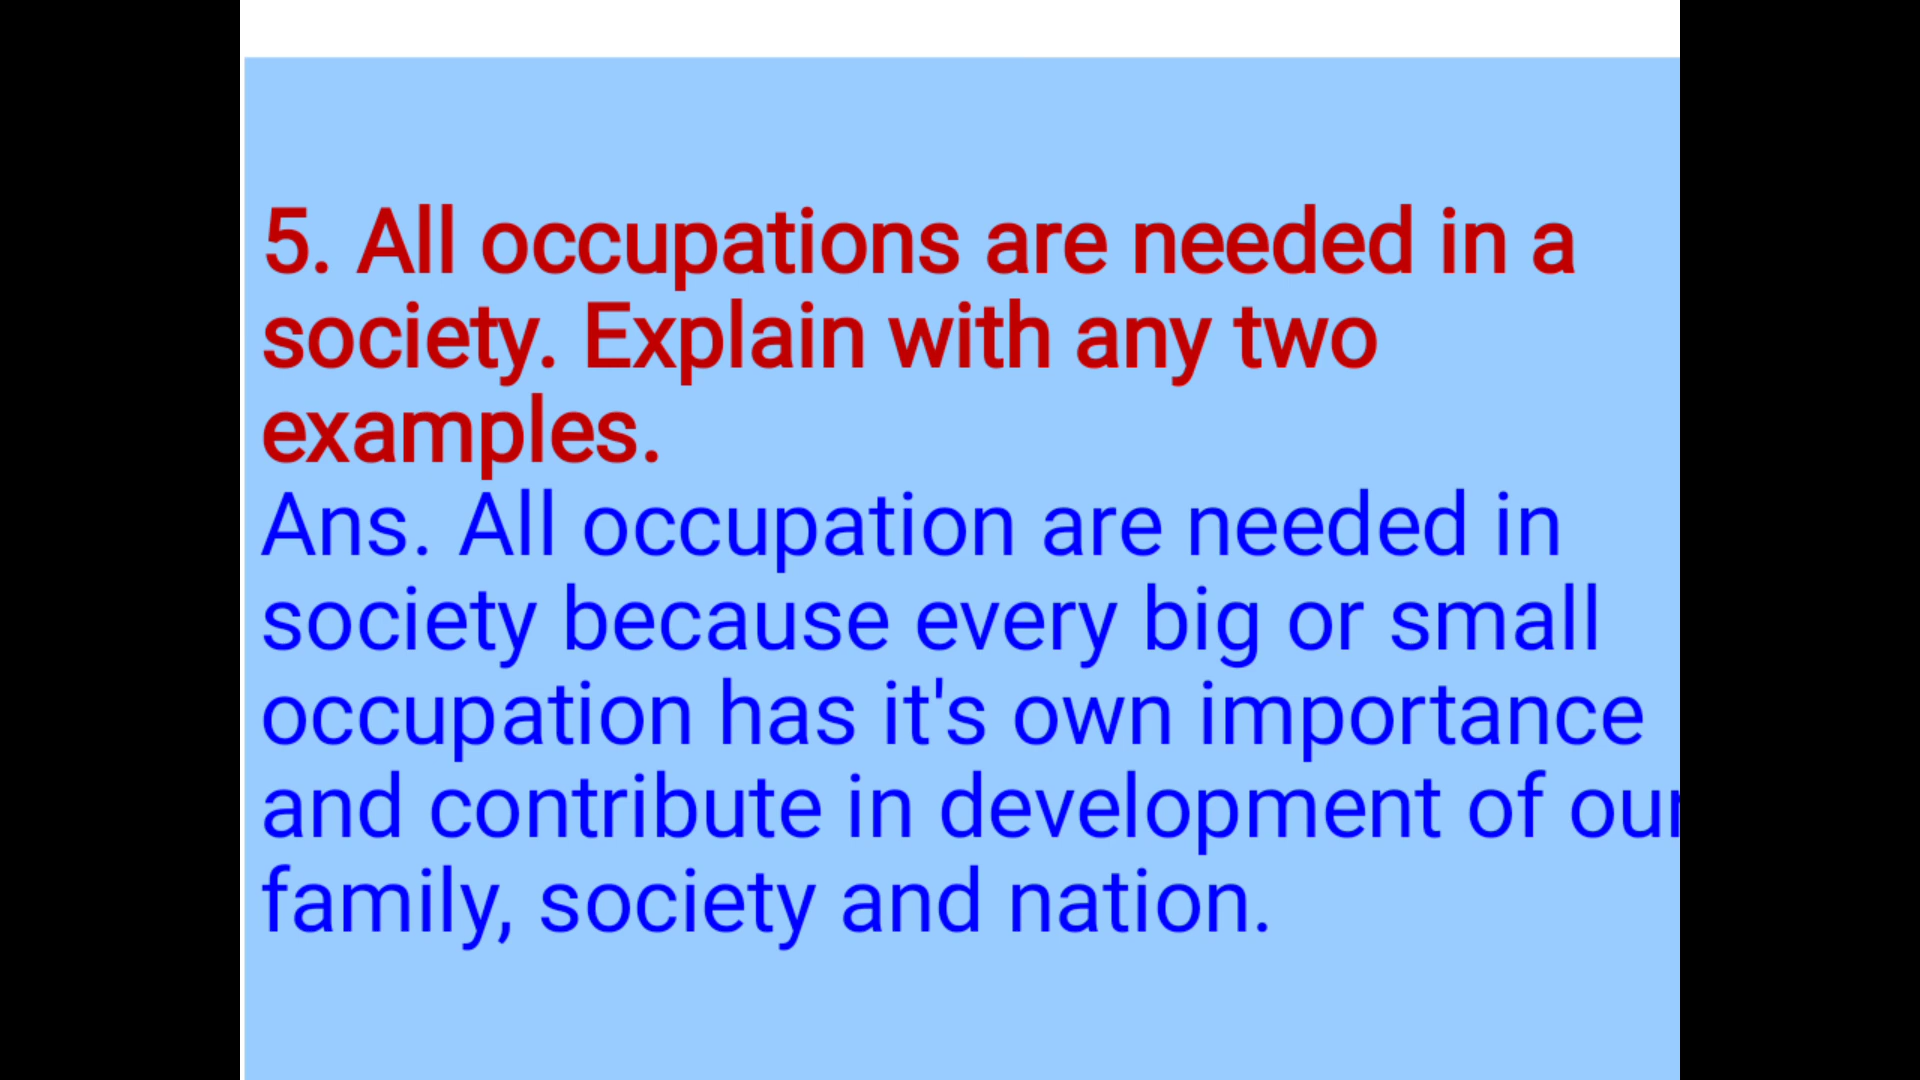 5. All occupations are needed in a
society. Explain with any two
examples.
Ans. All occupation are needed in
society because every big or small
occupation has it's own importance
and contribute in development of our
family, society and nation.